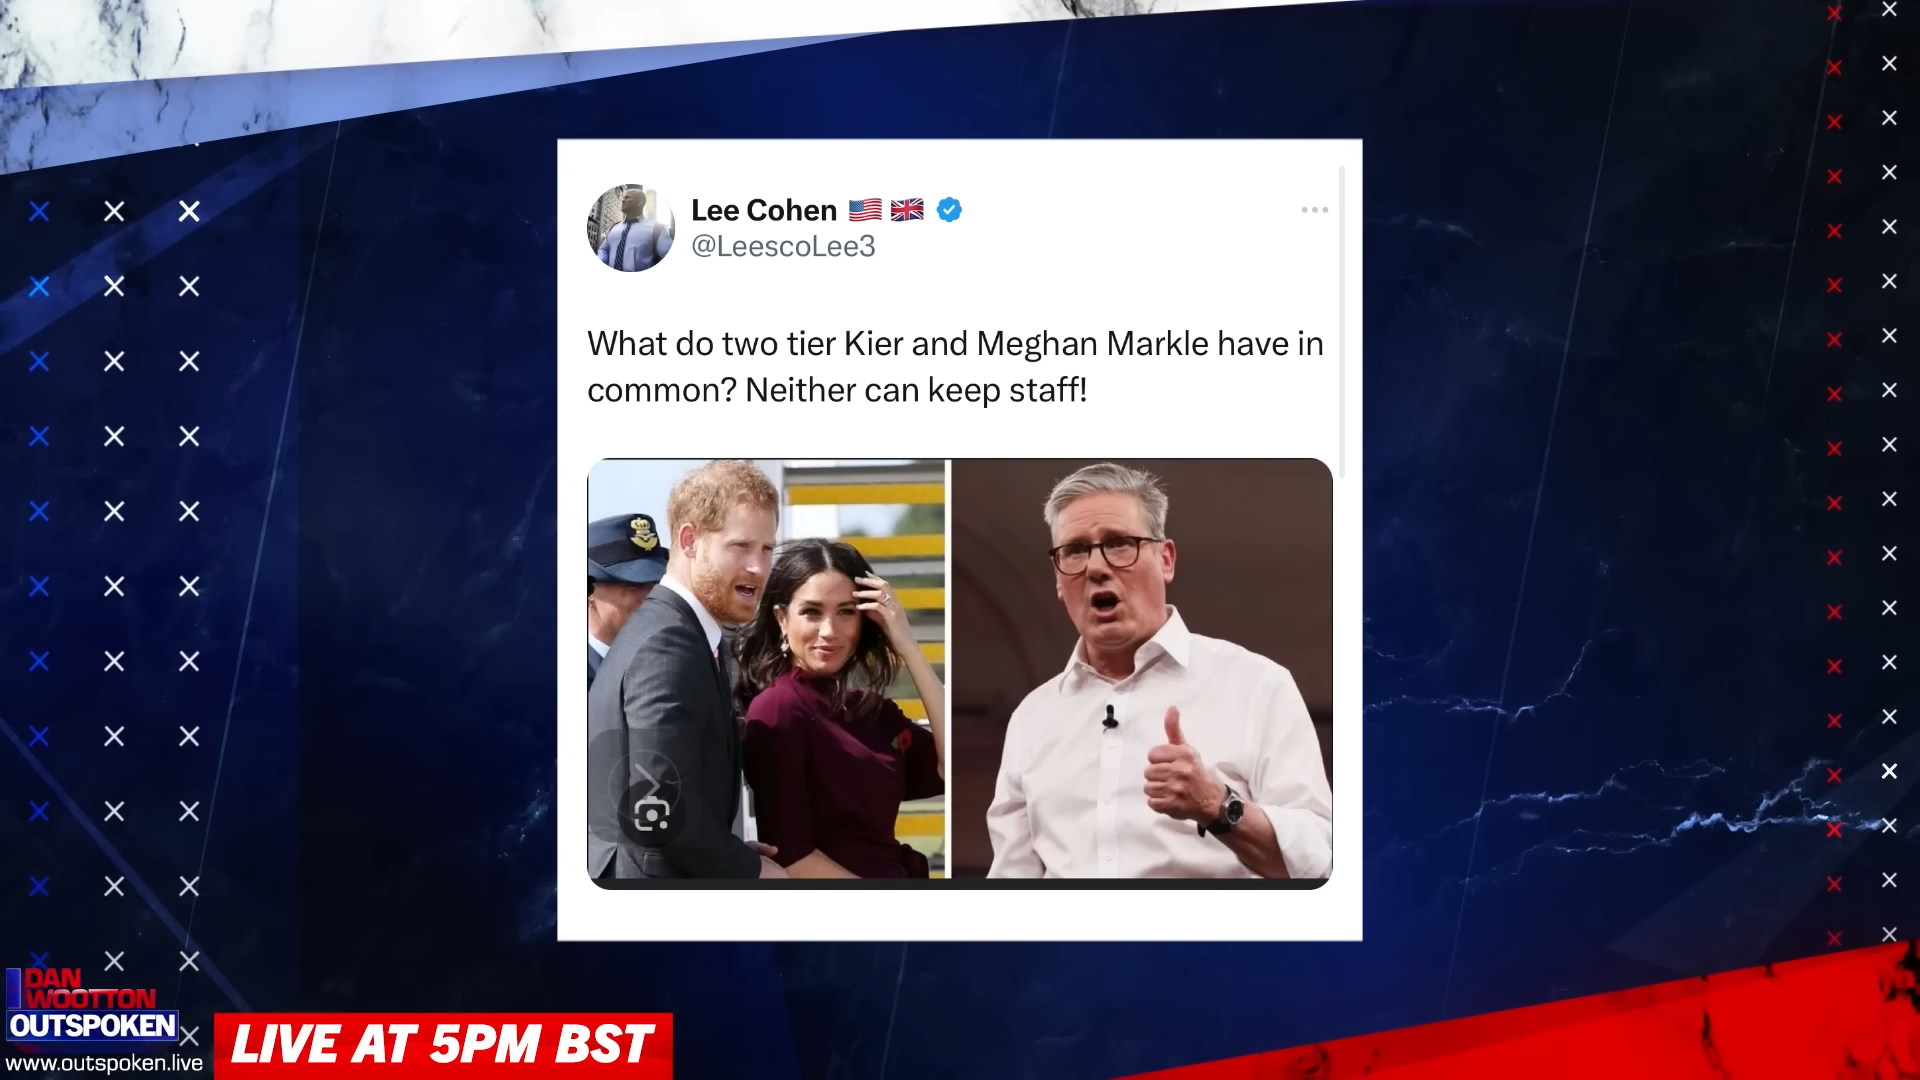 Lee Cohen 🇺🇸 🇬🇧
@LeescoLee3
What do two tier Kier and Meghan Markle have in
common? Neither can keep staff!
DAN
WOOTTON
OUTSPOKEN
www.outspoken.live
LIVE AT 5PM BST